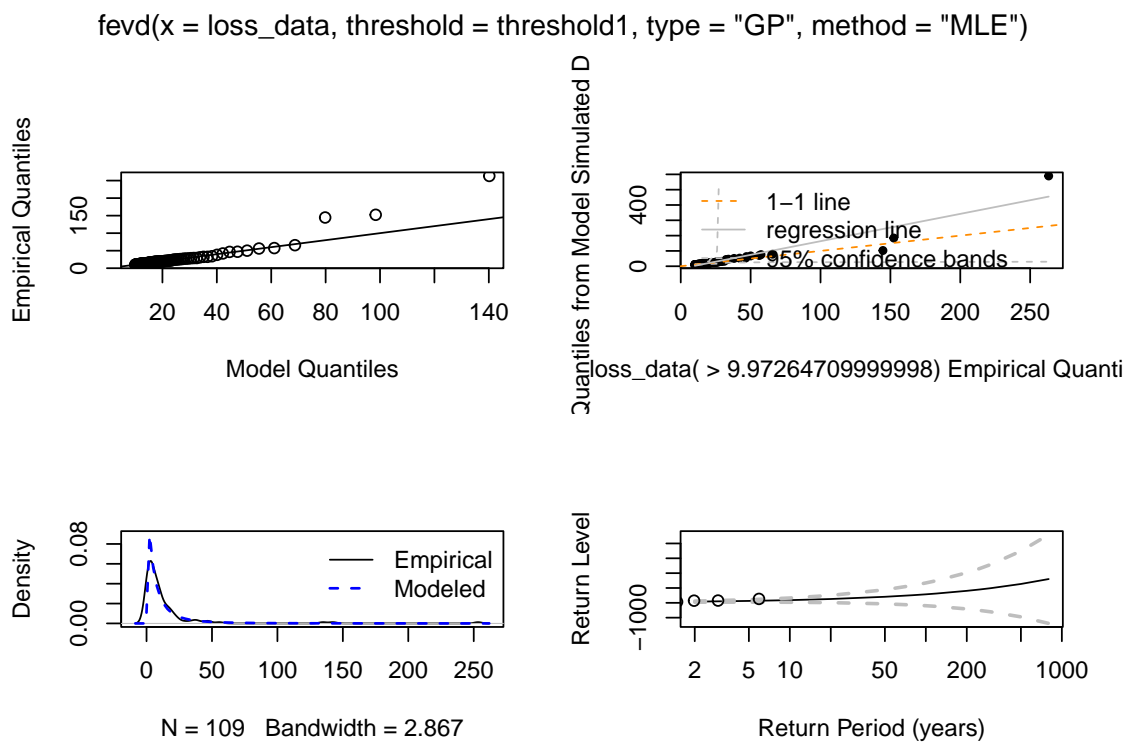 fevd(x = loss_data, threshold = threshold1, type = "GP", method = "MLE")
Empirical Quantiles
0
150
20 40 60 80 100 140
Model Quantiles
Quantiles from Model Simulated D
0
400
1−1 line
regression line
95% confidence bands
0 50 100 150 200 250
loss_data( > 9.97264709999998) Empirical Quanti
Density
0.00
0.08
Empirical
Modeled
0 50 100 150 200 250
N = 109 Bandwidth = 2.867
Return Level
−1000
2 5 10 50 200 1000
Return Period (years)